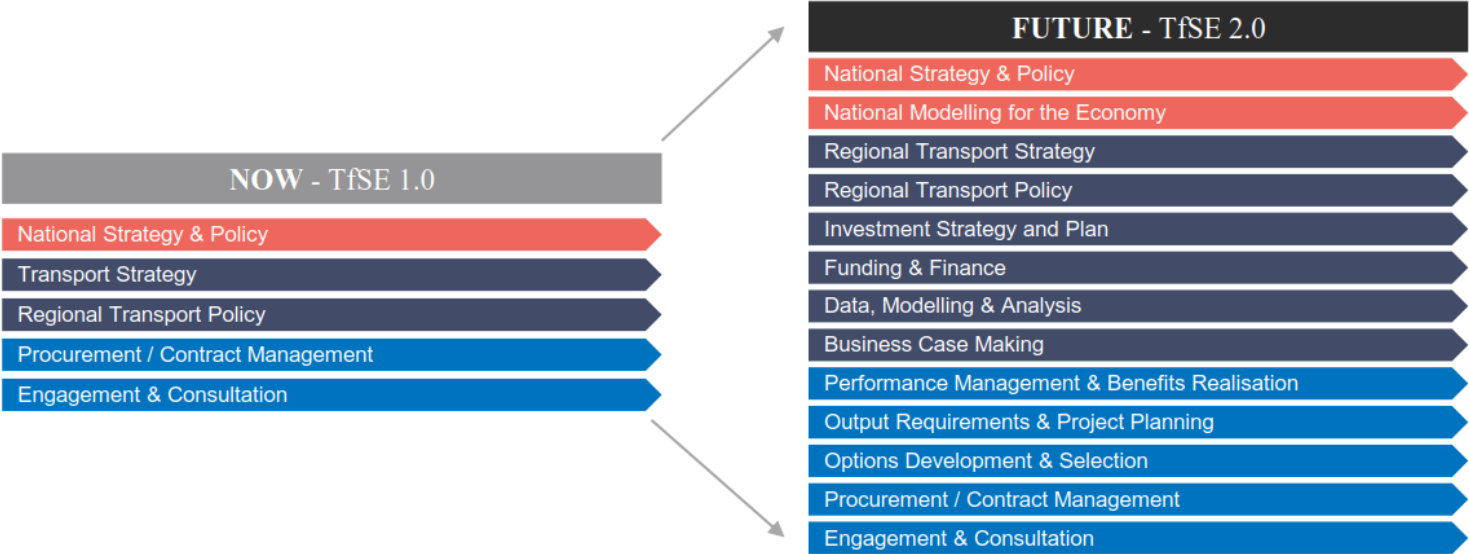 NOW - TfSE 1.0
National Strategy & Policy
Transport Strategy
Regional Transport Policy
Procurement / Contract Management
Engagement & Consultation
FUTURE - TfSE 2.0
National Strategy & Policy
National Modelling for the Economy
Regional Transport Strategy
Regional Transport Policy
Investment Strategy and Plan
Funding & Finance
Data, Modelling & Analysis
Business Case Making
Performance Management & Benefits Realisation
Output Requirements & Project Planning
Options Development & Selection
Procurement / Contract Management
Engagement & Consultation